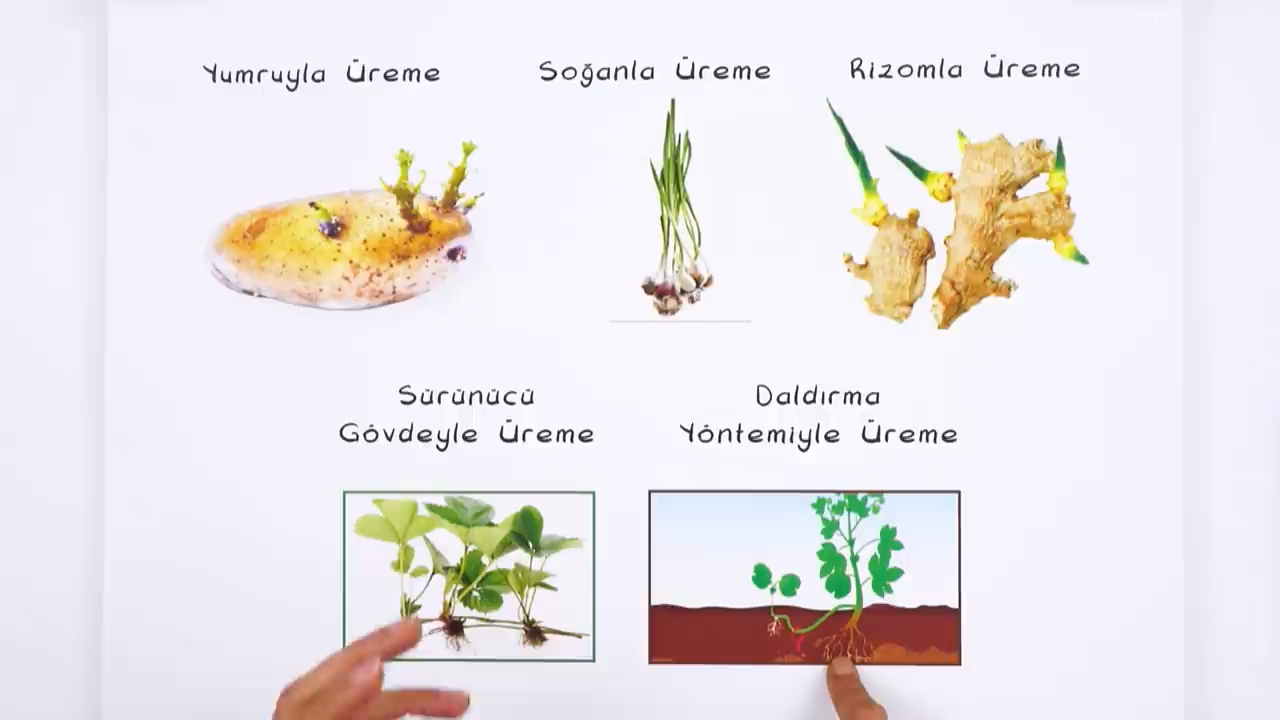 Yumruyla Üreme
Soğanla Üreme
Rizomla Üreme
Sürünücü
Gövdeyle Üreme
Daldırma
Yöntemiyle Üreme